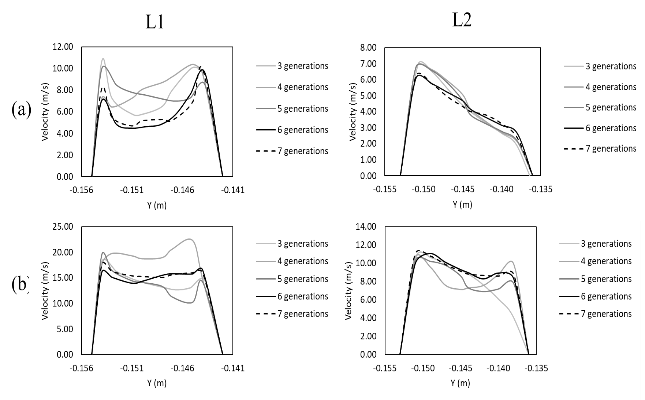 L1
L2
(a)
12.00
10.00
8.00
6.00
4.00
2.00
0.00
Velocity (m/s)
-0.156
-0.151
-0.146
-0.141
Y (m)
3 generations
4 generations
5 generations
6 generations
7 generations
8.00
7.00
6.00
5.00
4.00
3.00
2.00
1.00
0.00
Velocity (m/s)
-0.155
-0.150
-0.145
-0.140
-0.135
Y (m)
3 generations
4 generations
5 generations
6 generations
7 generations
(b)
25.00
20.00
15.00
10.00
5.00
0.00
Velocity (m/s)
-0.156
-0.151
-0.146
-0.141
Y (m)
3 generations
4 generations
5 generations
6 generations
7 generations
14.00
12.00
10.00
8.00
6.00
4.00
2.00
0.00
Velocity (m/s)
-0.155
-0.150
-0.145
-0.140
-0.135
Y (m)
3 generations
4 generations
5 generations
6 generations
7 generations